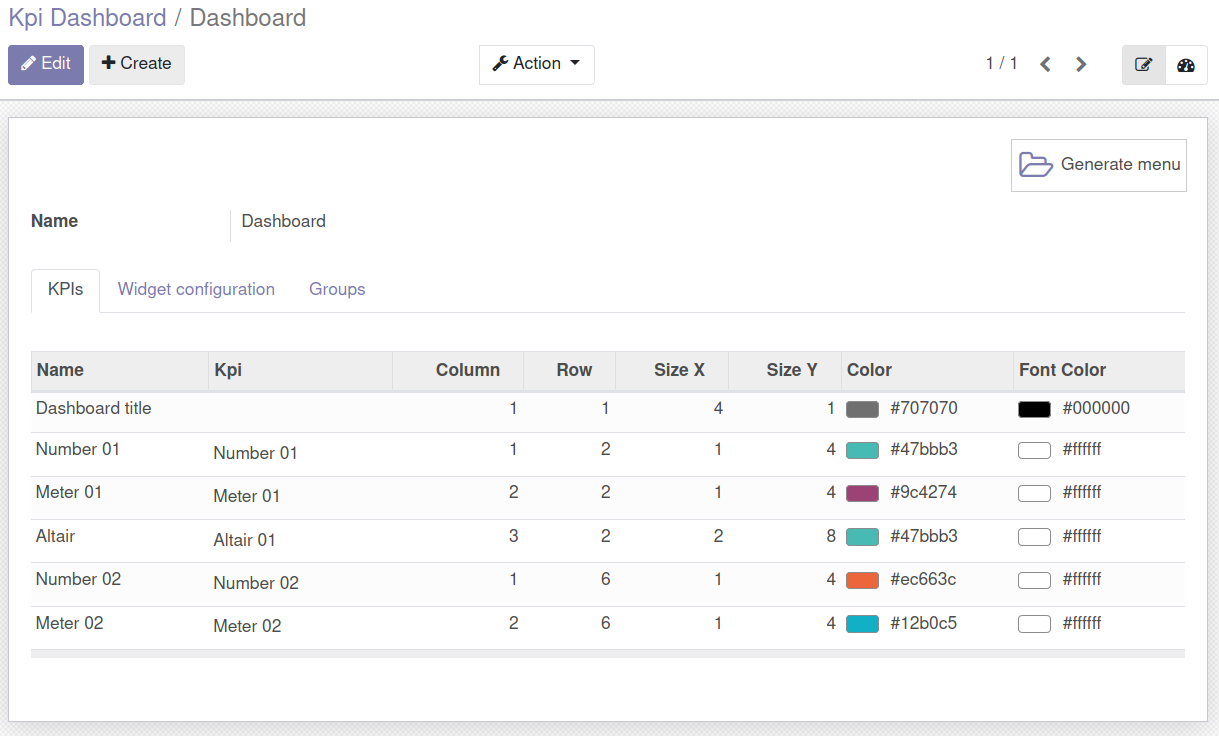 Kpi Dashboard / Dashboard
Edit Create Action 1 / 1
Generate menu
Name Dashboard
KPIs Widget configuration Groups
Name Kpi Column Row Size X Size Y Color Font Color
Dashboard title 1 1 4 1 #707070 #000000
Number 01 Number 01 1 2 1 4 #47bbb3 #ffffff
Meter 01 Meter 01 2 2 1 4 #9c4274 #ffffff
Altair Altair 01 3 2 2 8 #47bbb3 #ffffff
Number 02 Number 02 1 6 1 4 #ec663c #ffffff
Meter 02 Meter 02 2 6 1 4 #12b0c5 #ffffff